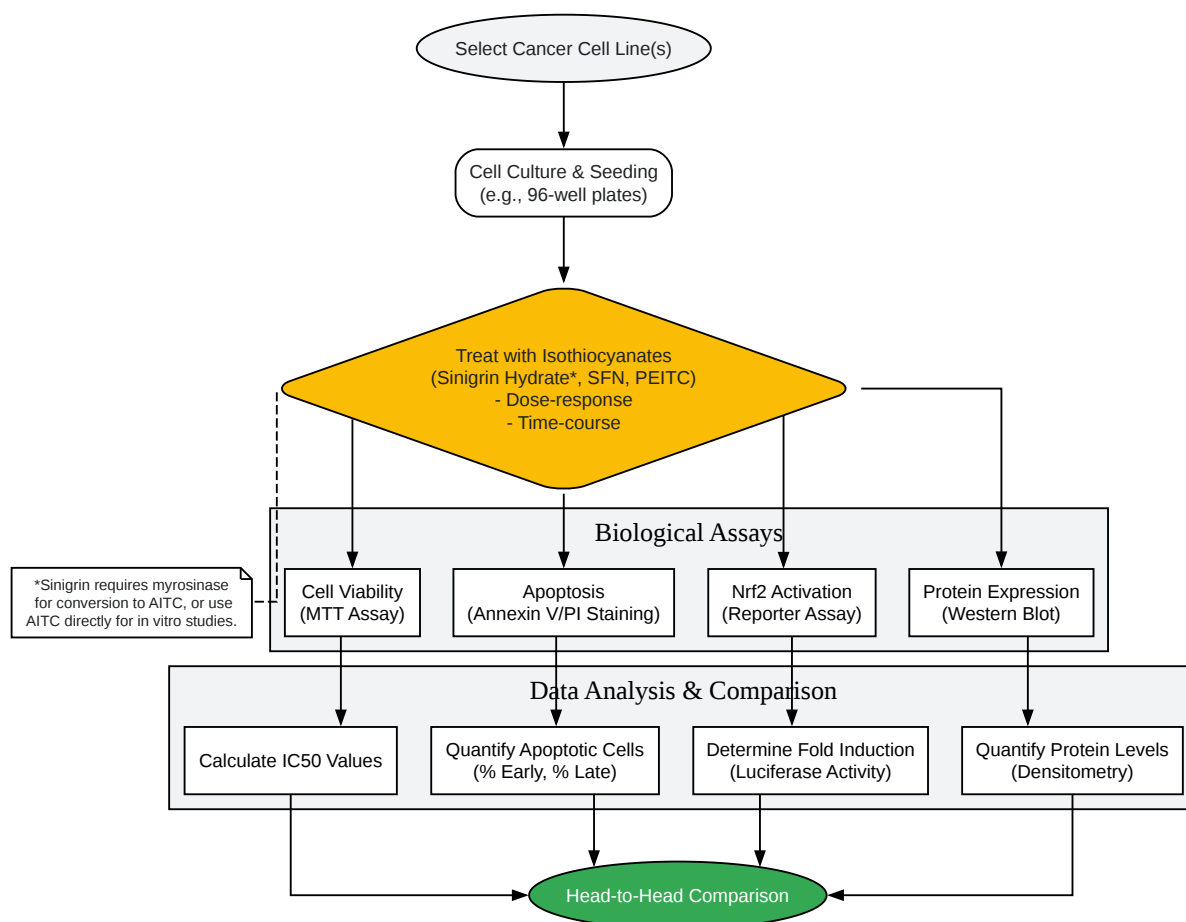 Select Cancer Cell Line(s)
Cell Culture & Seeding
(e.g., 96-well plates)
Treat with Isothiocyanates
(Sinigrin Hydrate*, SFN, PEITC)
- Dose-response
- Time-course
Biological Assays
*Sinigrin requires myrosinase
for conversion to AITC, or use
AITC directly for in vitro studies.
Cell Viability
(MTT Assay)
Apoptosis
(Annexin V/PI Staining)
Nrf2 Activation
(Reporter Assay)
Protein Expression
(Western Blot)
Data Analysis & Comparison
Calculate IC50 Values
Quantify Apoptotic Cells
(% Early, % Late)
Determine Fold Induction
(Luciferase Activity)
Quantify Protein Levels
(Densitometry)
Head-to-Head Comparison